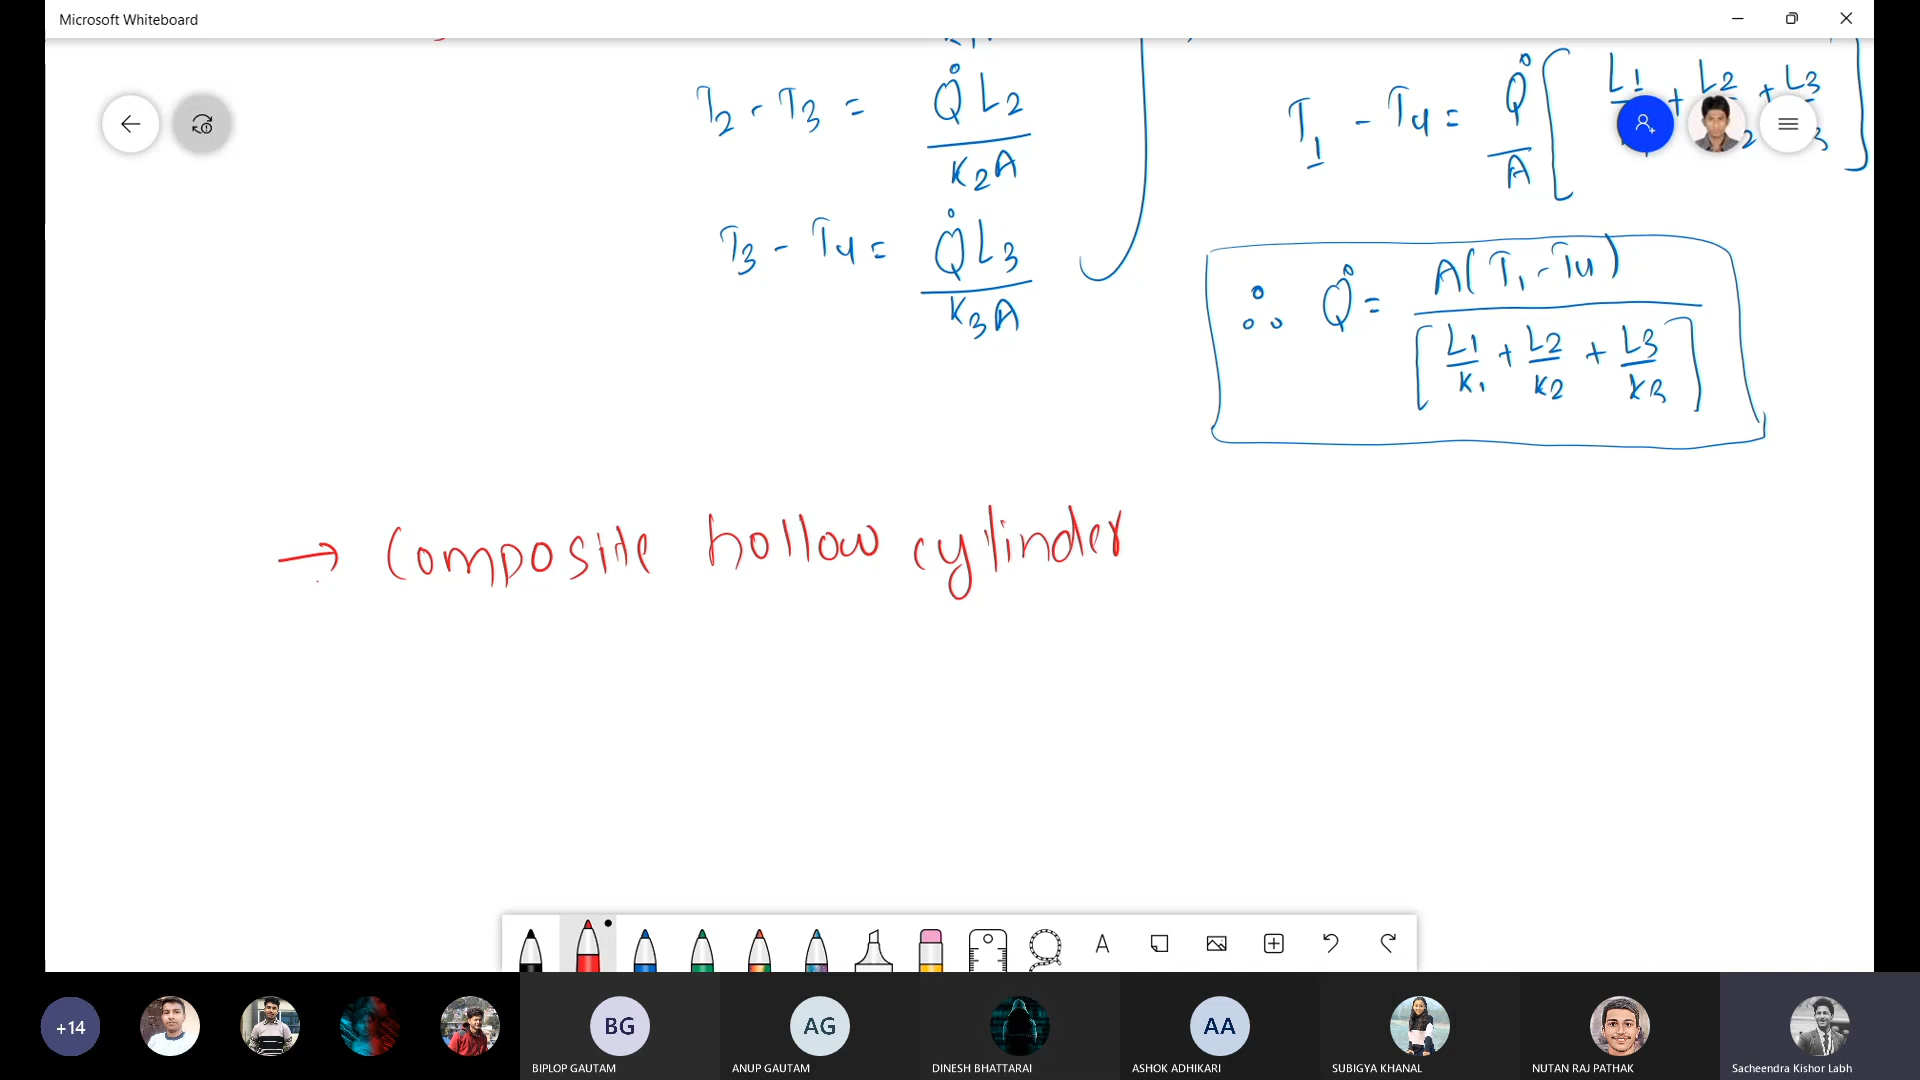 Microsoft Whiteboard
T2 - T3 = Q̇ L2 / K2 A
T1 - T4 = Q̇ / A [ L1 + L2 + L3 ]
T3 - T4 = Q̇ L3 / K3 A
∴ Q̇ = A ( T1 - T4 ) / [ L1/K1 + L2/K2 + L3/K3 ]
→ Composite hollow cylinder
A
+14
BG
AG
AA
BIPLOP GAUTAM
ANUP GAUTAM
DINESH BHATTARAI
ASHOK ADHIKARI
SUBIGYA KHANAL
NUTAN RAJ PATHAK
Sacheendra Kishor Labh